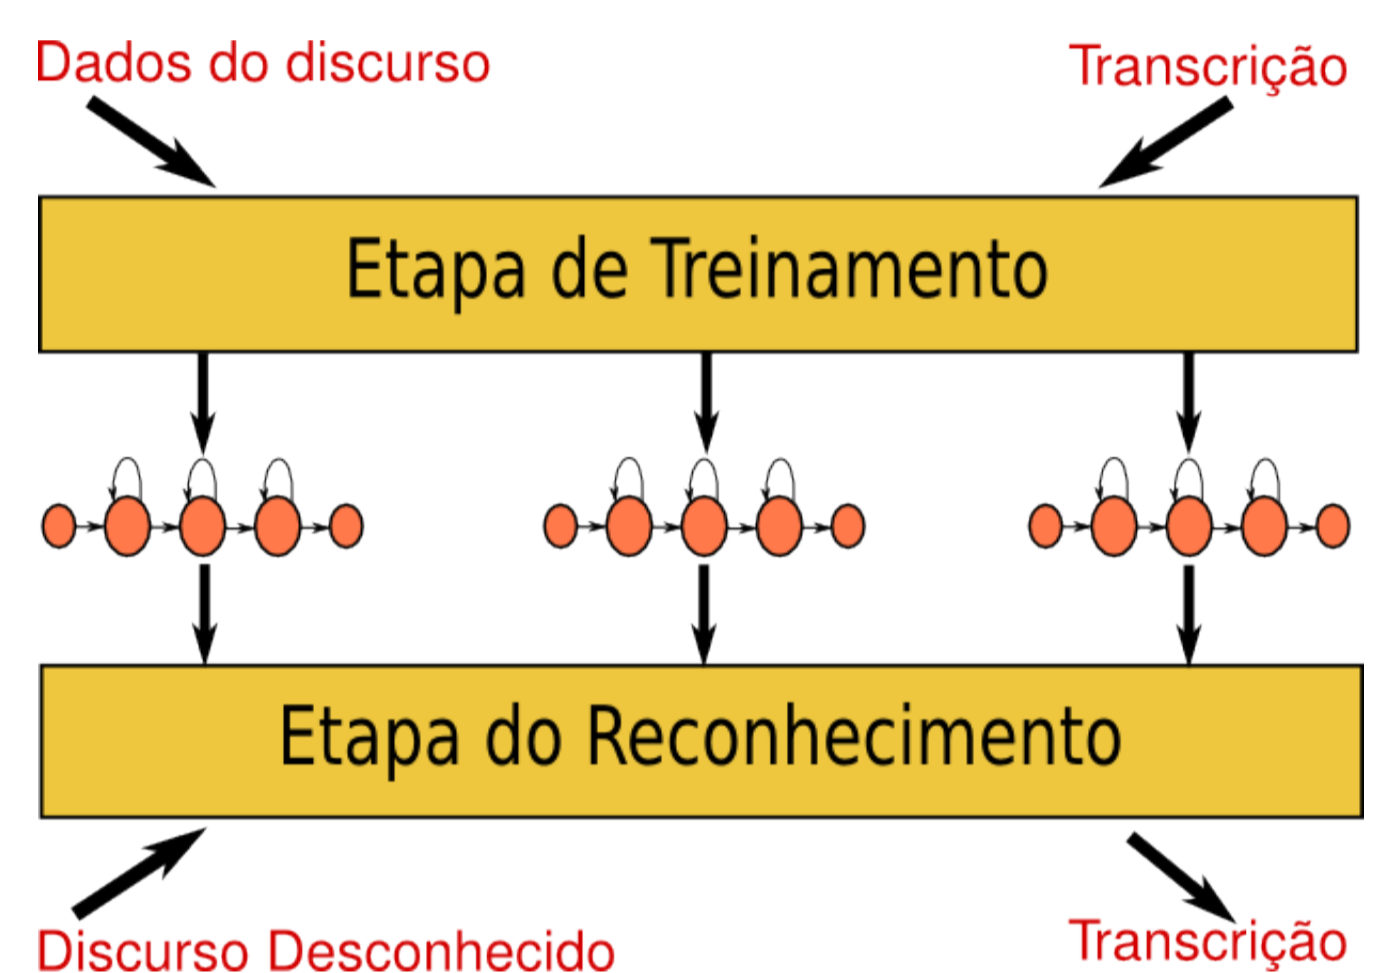 Dados do discurso
Transcrição
Etapa de Treinamento
Etapa do Reconhecimento
Discurso Desconhecido
Transcrição